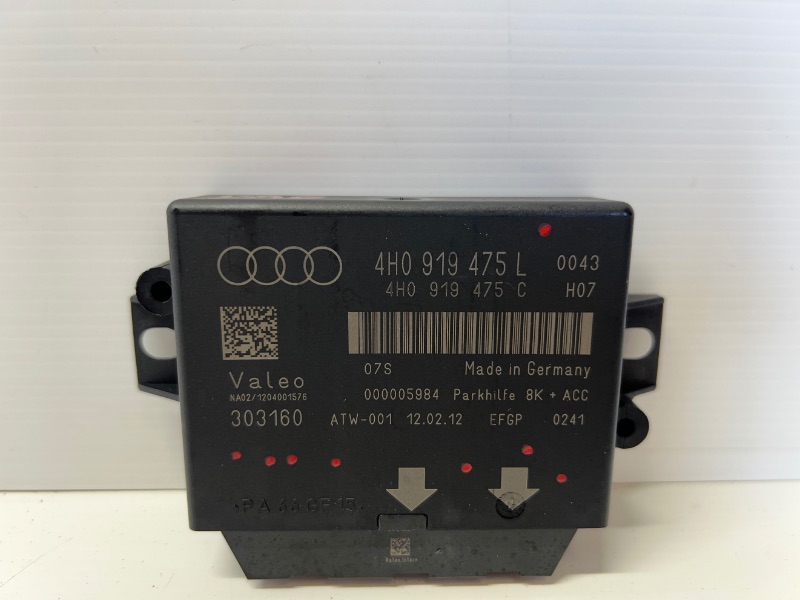 4H0 919 475 L 0043
4H0 919 475 C H07
07S Made in Germany
Valeo
000005984 Parkhilfe 8K + ACC
NA02/1204001576
303160
ATW-001 12.02.12 EFGP 0241
Valeo